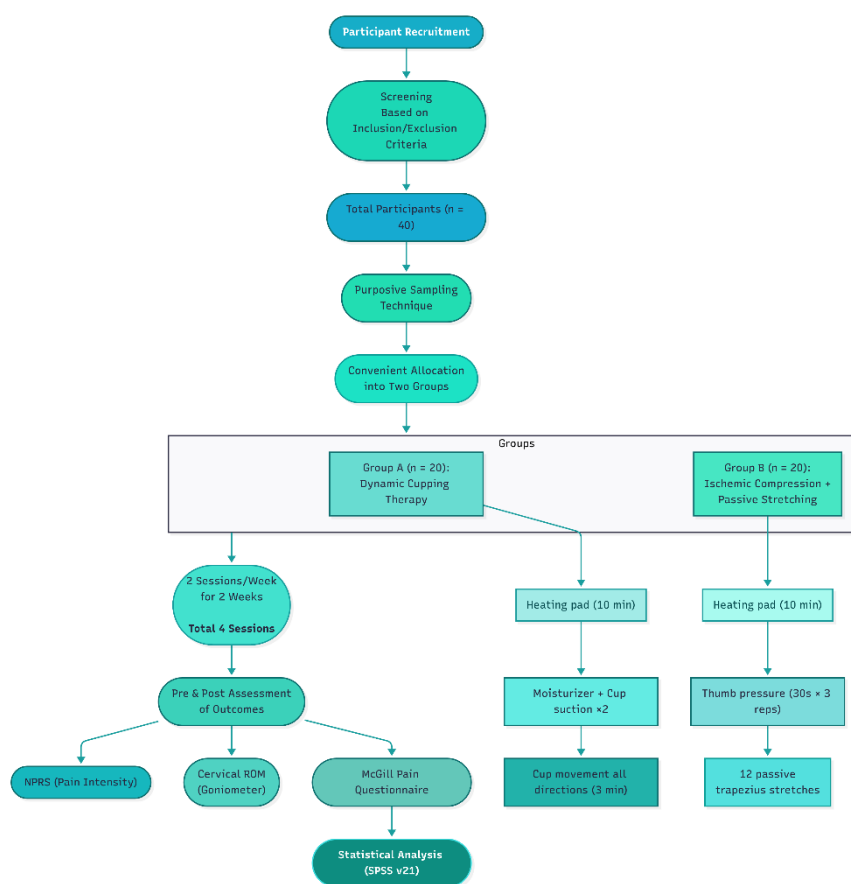 Participant Recruitment
Screening
Based on
Inclusion/Exclusion
Criteria
Total Participants (n =
40)
Purposive Sampling
Technique
Convenient Allocation
into Two Groups
Groups
Group A (n = 20):
Dynamic Cupping
Therapy
Group B (n = 20):
Ischemic Compression +
Passive Stretching
2 Sessions/Week
for 2 Weeks
Total 4 Sessions
Heating pad (10 min)
Heating pad (10 min)
Pre & Post Assessment
of Outcomes
Moisturizer + Cup
suction ×2
Thumb pressure (30s × 3
reps)
NPRS (Pain Intensity)
Cervical ROM
(Goniometer)
McGill Pain
Questionnaire
Cup movement all
directions (3 min)
12 passive
trapezius stretches
Statistical Analysis
(SPSS v21)